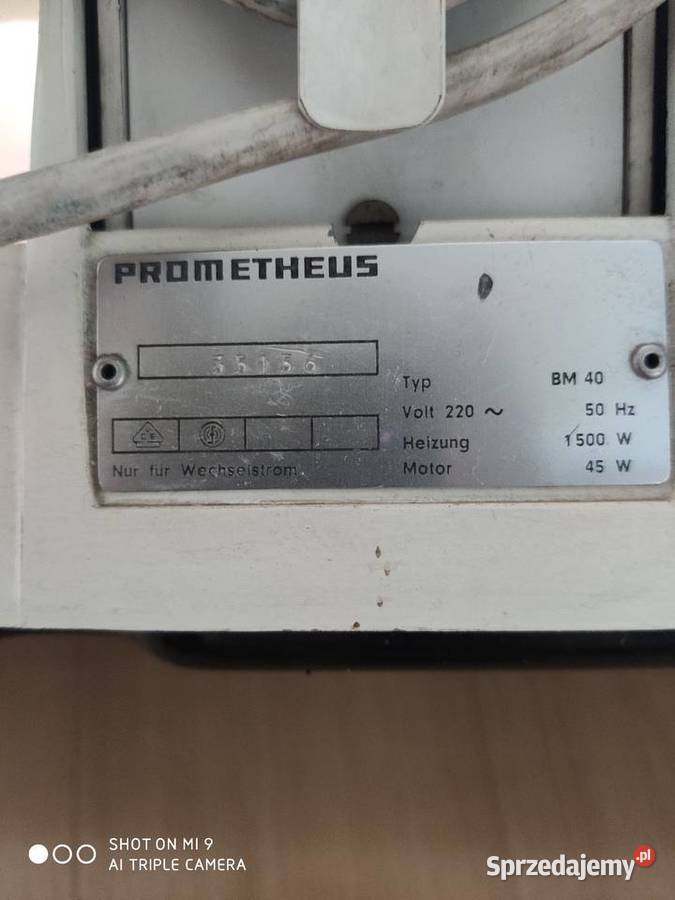 PROMETHEUS
Typ BM 40
Volt 220 ~ 50 Hz
Heizung 1500 W
Motor 45 W
Nur für Wechselstrom
SHOT ON MI 9
AI TRIPLE CAMERA
Sprzedajemy.pl